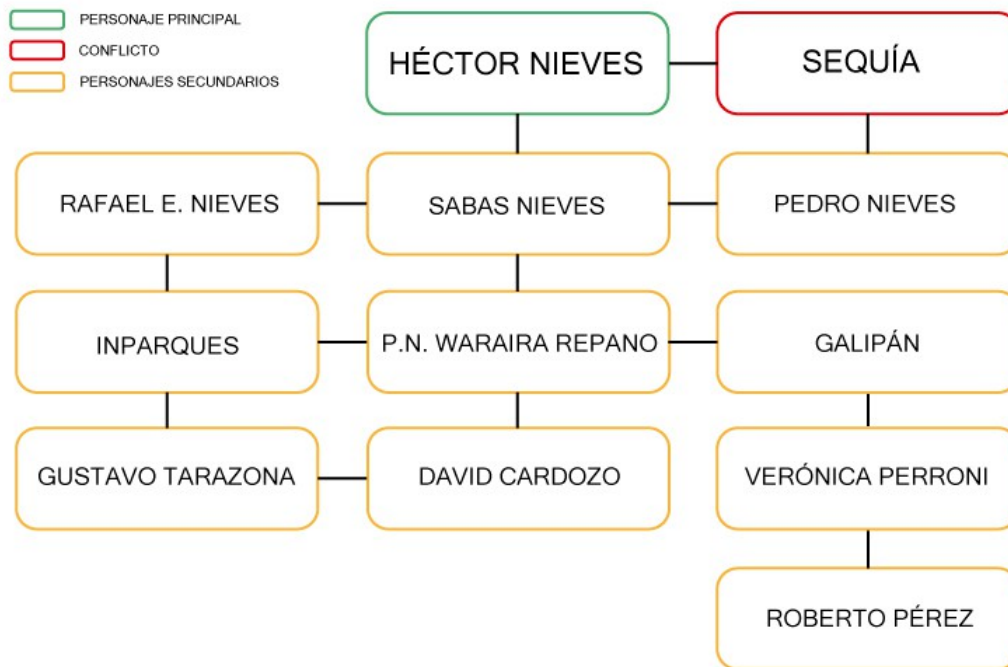 PERSONAJE PRINCIPAL
CONFLICTO
PERSONAJES SECUNDARIOS
HÉCTOR NIEVES
SEQUÍA
RAFAEL E. NIEVES
SABAS NIEVES
PEDRO NIEVES
INPARQUES
P.N. WARAIRA REPANO
GALIPÁN
GUSTAVO TARAZONA
DAVID CARDOZO
VERÓNICA PERRONI
ROBERTO PÉREZ